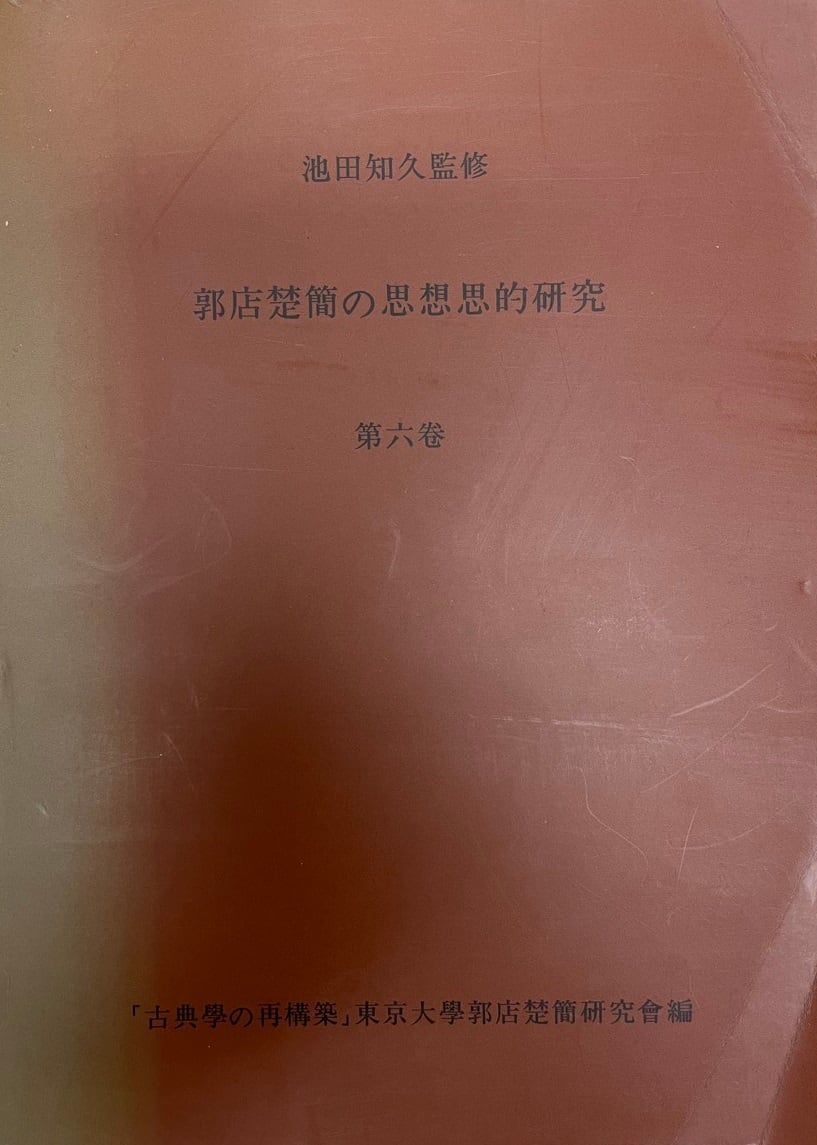 池田知久監修
郭店楚簡の思想思的研究
第六卷
「古典學の再構築」東京大學郭店楚簡研究會編